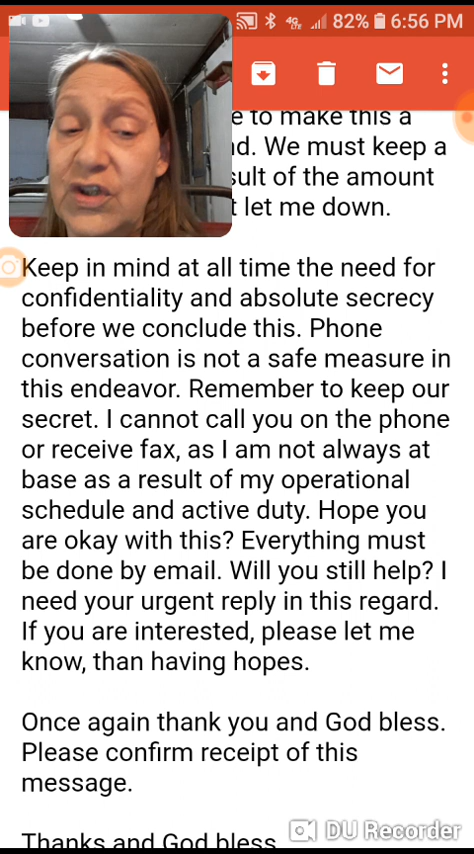 4G 82% 6:56 PM
e to make this a
d. We must keep a
sult of the amount
t let me down.
Keep in mind at all time the need for
confidentiality and absolute secrecy
before we conclude this. Phone
conversation is not a safe measure in
this endeavor. Remember to keep our
secret. I cannot call you on the phone
or receive fax, as I am not always at
base as a result of my operational
schedule and active duty. Hope you
are okay with this? Everything must
be done by email. Will you still help? I
need your urgent reply in this regard.
If you are interested, please let me
know, than having hopes.
Once again thank you and God bless.
Please confirm receipt of this
message.
Thanks and God bless
DU Recorder